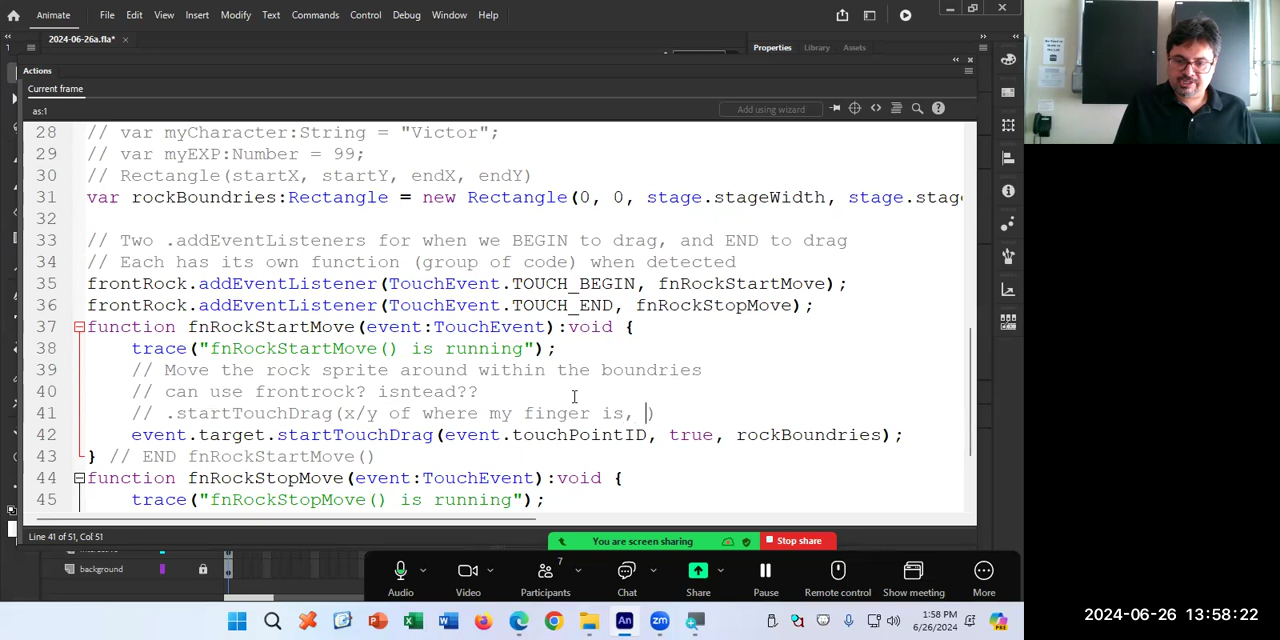 Animate File Edit View Insert Modify Text Commands Control Debug Window Help
2024-06-26a.fla* ×
Properties Library Assets
Actions
Current frame
as:1
Add using wizard
28 // var myCharacter:String = "Victor";
29 // var myEXP:Number = 99;
30 // Rectangle(startX, startY, endX, endY)
31 var rockBoundries:Rectangle = new Rectangle(0, 0, stage.stageWidth, stage.stag
32
33 // Two .addEventListeners for when we BEGIN to drag, and END to drag
34 // Each has its own function (group of code) when detected
35 frontRock.addEventListener(TouchEvent.TOUCH_BEGIN, fnRockStartMove);
36 frontRock.addEventListener(TouchEvent.TOUCH_END, fnRockStopMove);
37 function fnRockStartMove(event:TouchEvent):void {
38 trace("fnRockStartMove() is running");
39 // Move the rock sprite around within the boundries
40 // can use frontrock? isntead??
41 // .startTouchDrag(x/y of where my finger is, )
42 event.target.startTouchDrag(event.touchPointID, true, rockBoundries);
43 } // END fnRockStartMove()
44 function fnRockStopMove(event:TouchEvent):void {
45 trace("fnRockStopMove() is running");
Line 41 of 51, Col 51
You are screen sharing Stop share
background
7
Audio Video Participants Chat Share Pause Remote control Show meeting More
An zm
1:58 PM
6/26/2024
PRE
2024-06-26 13:58:22